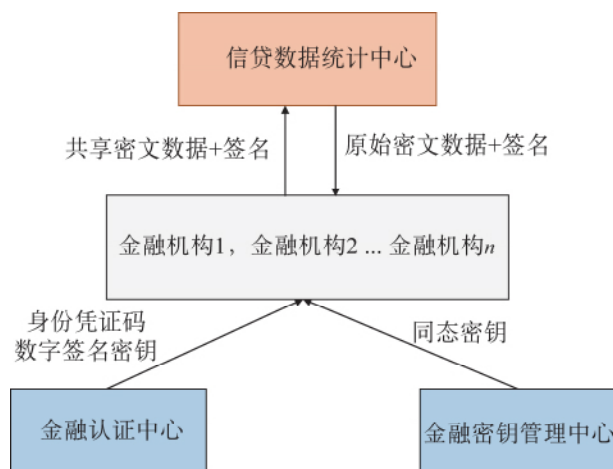 信贷数据统计中心
共享密文数据+签名
原始密文数据+签名
金融机构1，金融机构2 ... 金融机构n
身份凭证码
数字签名密钥
同态密钥
金融认证中心
金融密钥管理中心